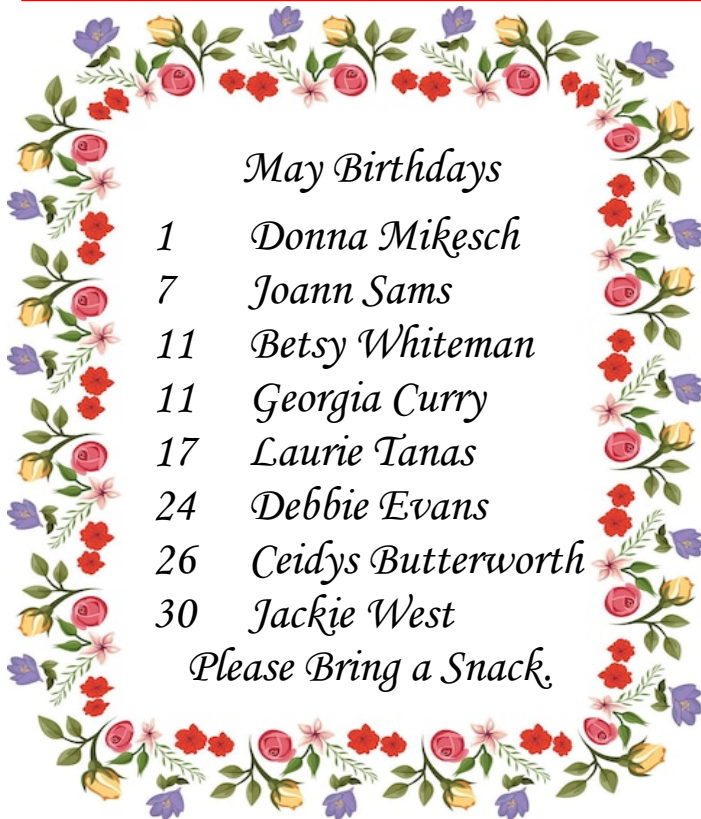 May Birthdays
1 Donna Mikesch
7 Joann Sams
11 Betsy Whiteman
11 Georgia Curry
17 Laurie Tanas
24 Debbie Evans
26 Ceidys Butterworth
30 Jackie West
Please Bring a Snack.